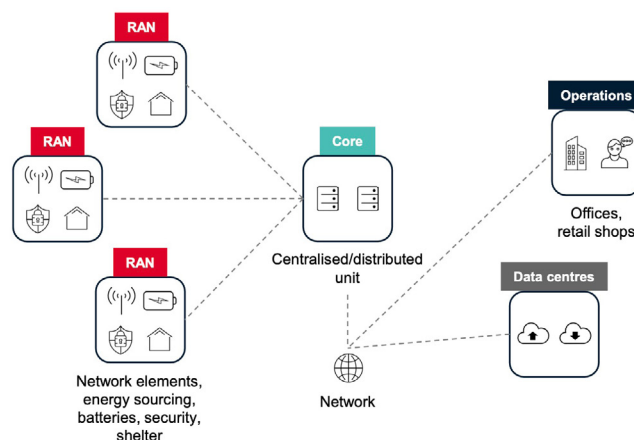 RAN
RAN
RAN
Network elements,
energy sourcing,
batteries, security,
shelter
Core
Centralised/distributed
unit
Network
Operations
Offices,
retail shops
Data centres